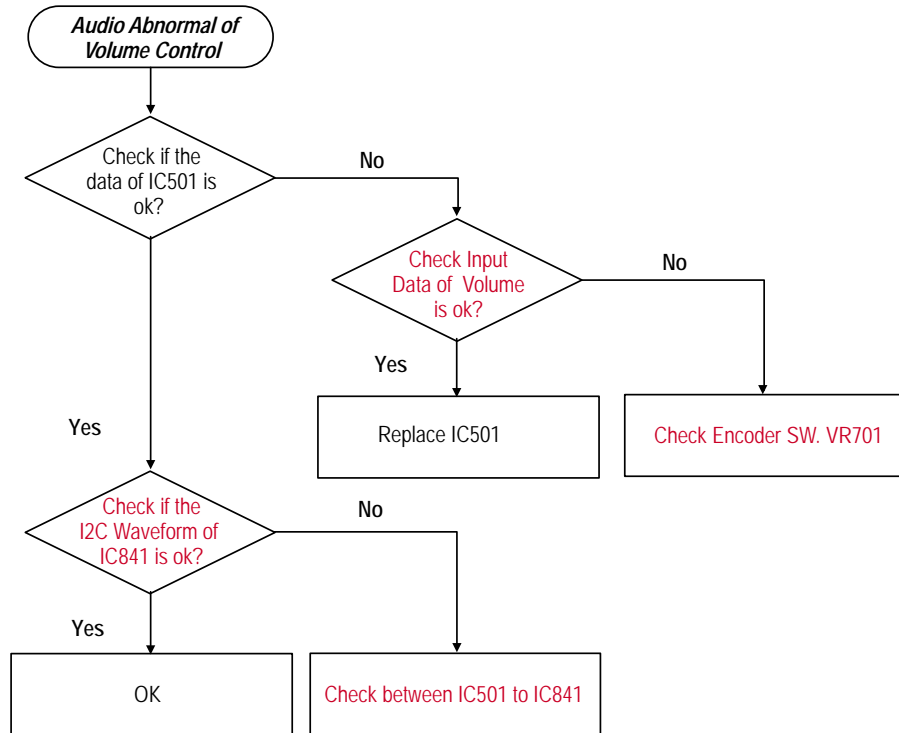 Audio Abnormal of
Volume Control
Check if the
data of IC501 is
ok?
No
Check Input
Data of Volume
is ok?
No
Yes
Replace IC501
Check Encoder SW. VR701
Yes
Check if the
I2C Waveform of
IC841 is ok?
No
Yes
OK
Check between IC501 to IC841